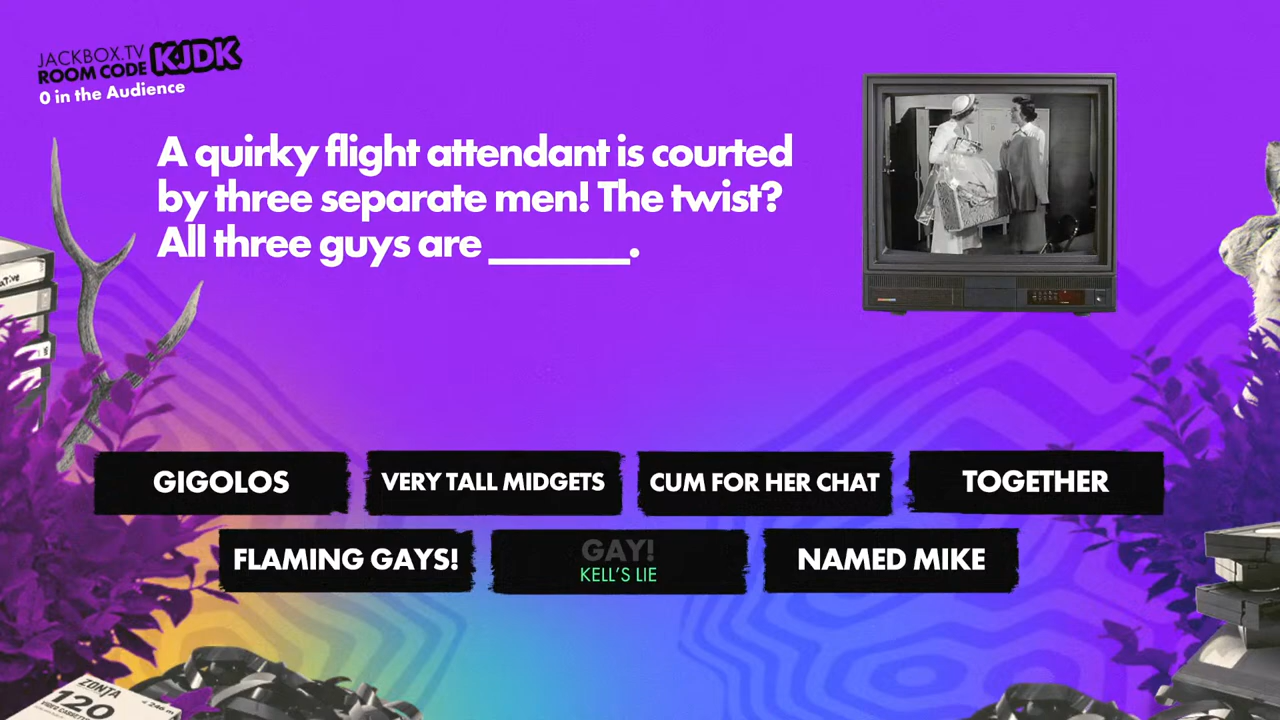 JACKBOX.TV
ROOM CODE KJDK
0 in the Audience
A quirky flight attendant is courted
by three separate men! The twist?
All three guys are _______.
GIGOLOS
VERY TALL MIDGETS
CUM FOR HER CHAT
TOGETHER
FLAMING GAYS!
GAY!
KELL'S LIE
NAMED MIKE
ZONTA
120